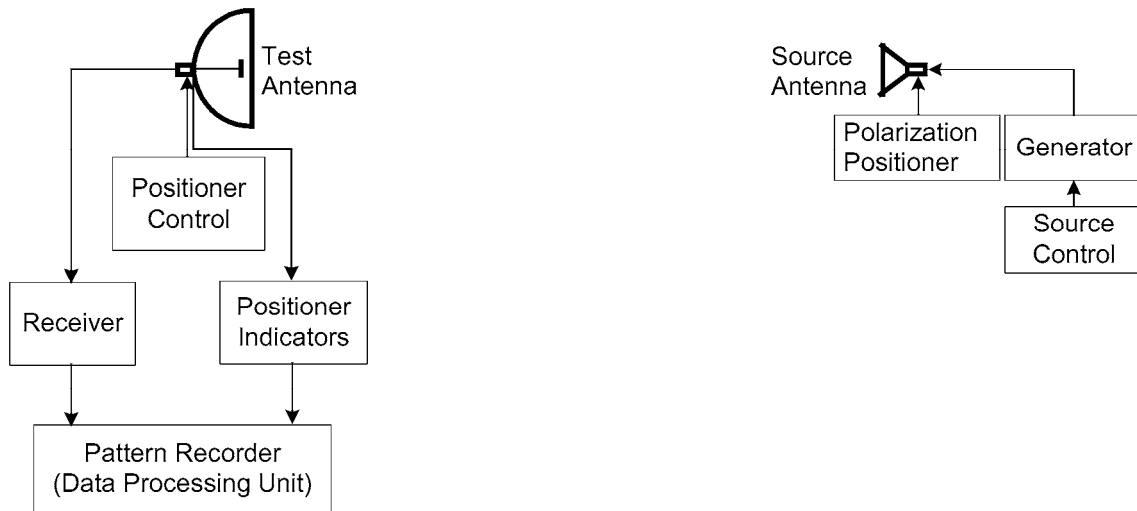 Test
Antenna
Source
Antenna
Positioner
Control
Polarization
Positioner
Generator
Source
Control
Receiver
Positioner
Indicators
Pattern Recorder
(Data Processing Unit)